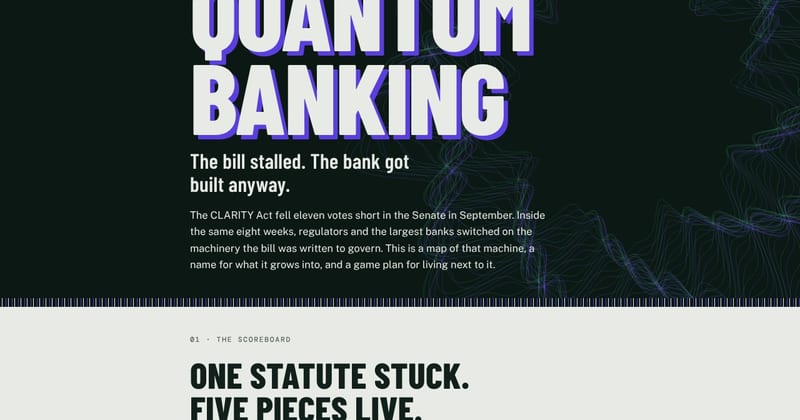 QUANTUM
BANKING
The bill stalled. The bank got
built anyway.
The CLARITY Act fell eleven votes short in the Senate in September. Inside
the same eight weeks, regulators and the largest banks switched on the
machinery the bill was written to govern. This is a map of that machine, a
name for what it grows into, and a game plan for living next to it.
01 · THE SCOREBOARD
ONE STATUTE STUCK.
FIVE PIECES LIVE.